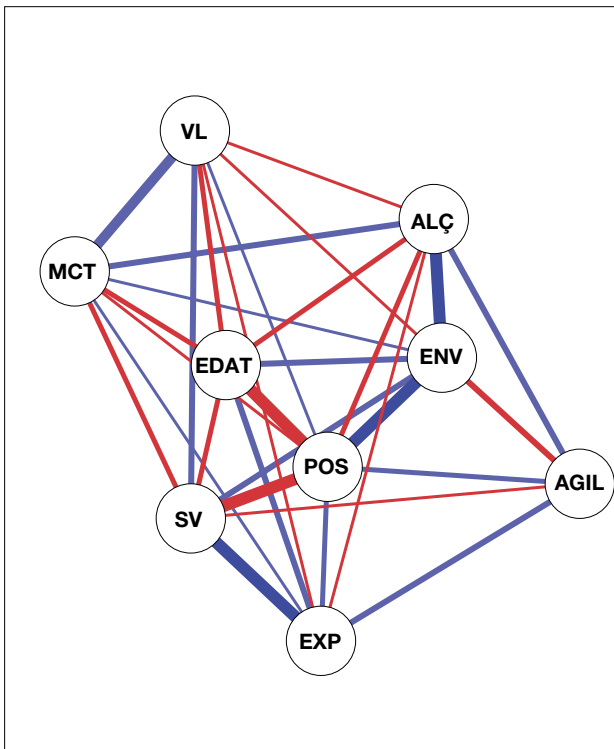 VL
ALÇ
MCT
ENV
EDAT
POS
AGIL
SV
EXP